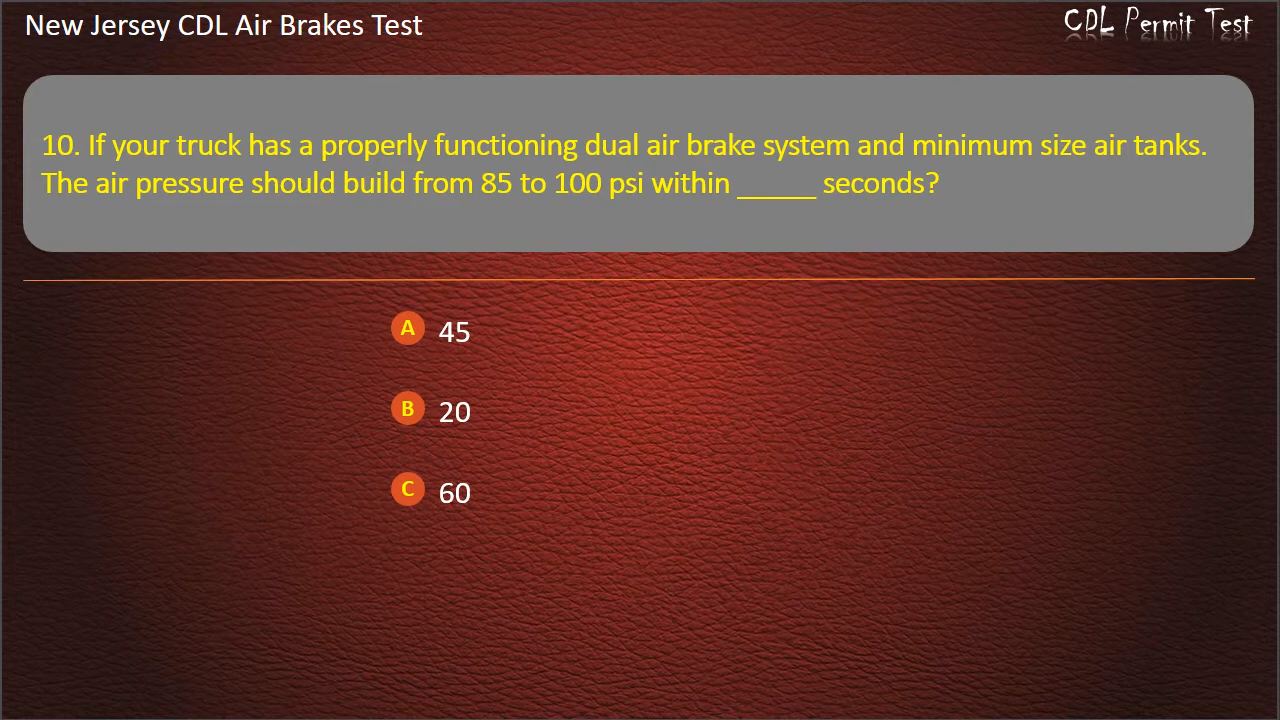 New Jersey CDL Air Brakes Test
CDL Permit Test
10. If your truck has a properly functioning dual air brake system and minimum size air tanks.
The air pressure should build from 85 to 100 psi within _____ seconds?
A 45
B 20
C 60